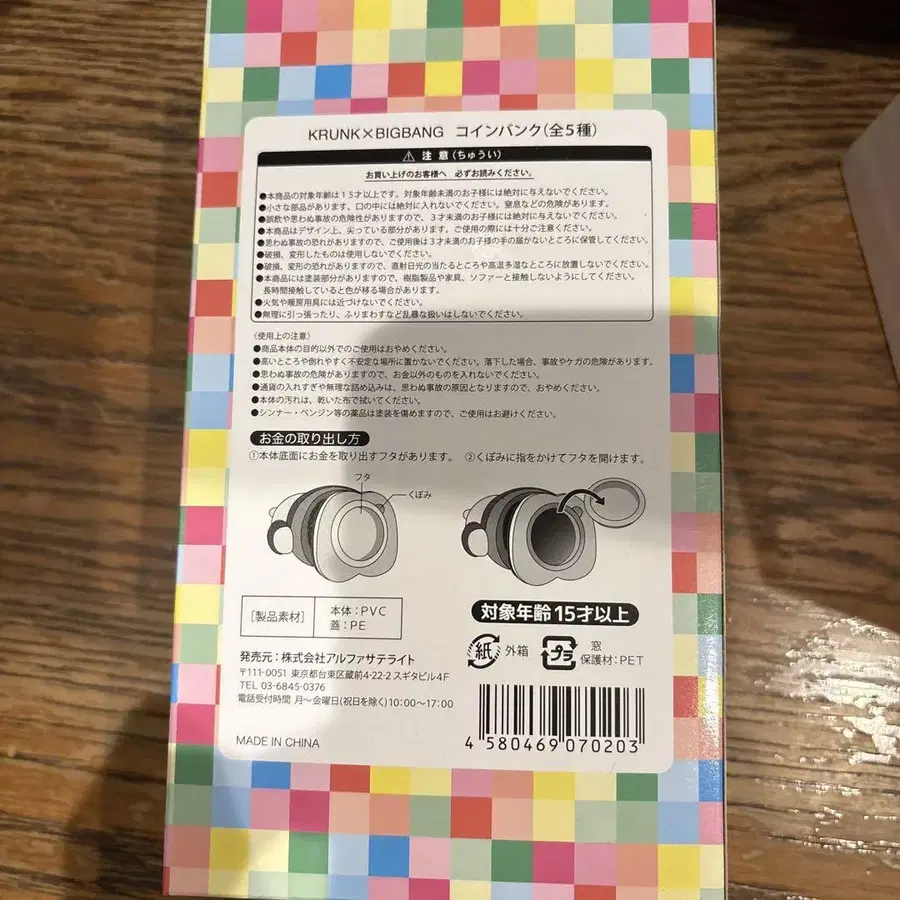 KRUNK×BIGBANG コインバンク(全5種)
⚠ 注意(ちゅうい)
お買い上げのお客様へ 必ずお読みください。
●本商品の対象年齢は15才以上です。対象年齢未満のお子様には絶対に与えないでください。
●小さな部品があります。口の中には絶対に入れないでください。窒息などの危険があります。
●誤飲や思わぬ事故の危険性がありますので、3才未満のお子様には絶対に与えないでください。
●本商品はデザイン上、尖っている部分があります。ご使用の際には十分ご注意ください。
●思わぬ事故の恐れがありますので、ご使用後は3才未満のお子様の手の届かないところに保管してください。
●破損、変形したものは使用しないでください。
●破損、変形の恐れがありますので、直射日光の当たるところや高温多湿なところに放置しないでください。
●本商品には塗装部分がありますので、樹脂製品や家具、ソファーと接触しないようにしてください。
長時間接触していると色が移る場合があります。
●火気や暖房用具には近づけないでください。
●無理に引っ張ったり、ふりまわすなど乱暴な扱いはしないでください。
〈使用上の注意〉
●商品本体の目的以外でのご使用はおやめください。
●高いところや倒れやすく不安定な場所に置かないでください。落下した場合、事故やケガの危険があります。
●思わぬ事故の危険がありますので、お金以外のものを入れないでください。
●通貨の入れすぎや無理な詰め込みは、思わぬ事故の原因となりますので、おやめください。
●本体の汚れは、乾いた布で拭いてください。
●シンナー・ベンジン等の薬品は塗装を傷めますので、ご使用はお避けください。
お金の取り出し方
①本体底面にお金を取り出すフタがあります。 ②くぼみに指をかけてフタを開けます。
フタ
くぼみ
[製品素材] 本体:PVC
蓋:PE
対象年齢15才以上
紙 外箱 プラ 窓
保護材:PET
発売元:株式会社アルファサテライト
〒111-0051 東京都台東区蔵前4-22-2 スギタビル4F
TEL 03-6845-0376
電話受付時間 月～金曜日(祝日を除く)10:00～17:00
MADE IN CHINA
4 580469 070203